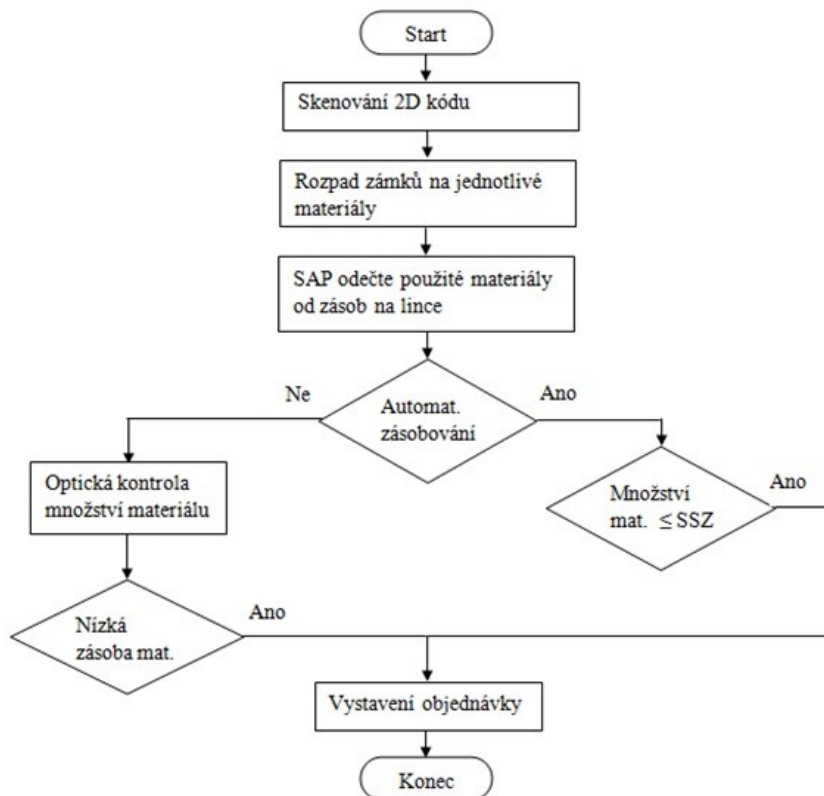 Start
Skenování 2D kódu
Rozpad zámků na jednotlivé
materiály
SAP odečte použité materiály
od zásob na lince
Ne
Automat.
zásobování
Ano
Optická kontrola
množství materiálu
Množství
mat. ≤ SSZ
Ano
Nízká
zásoba mat.
Ano
Vystavení objednávky
Konec